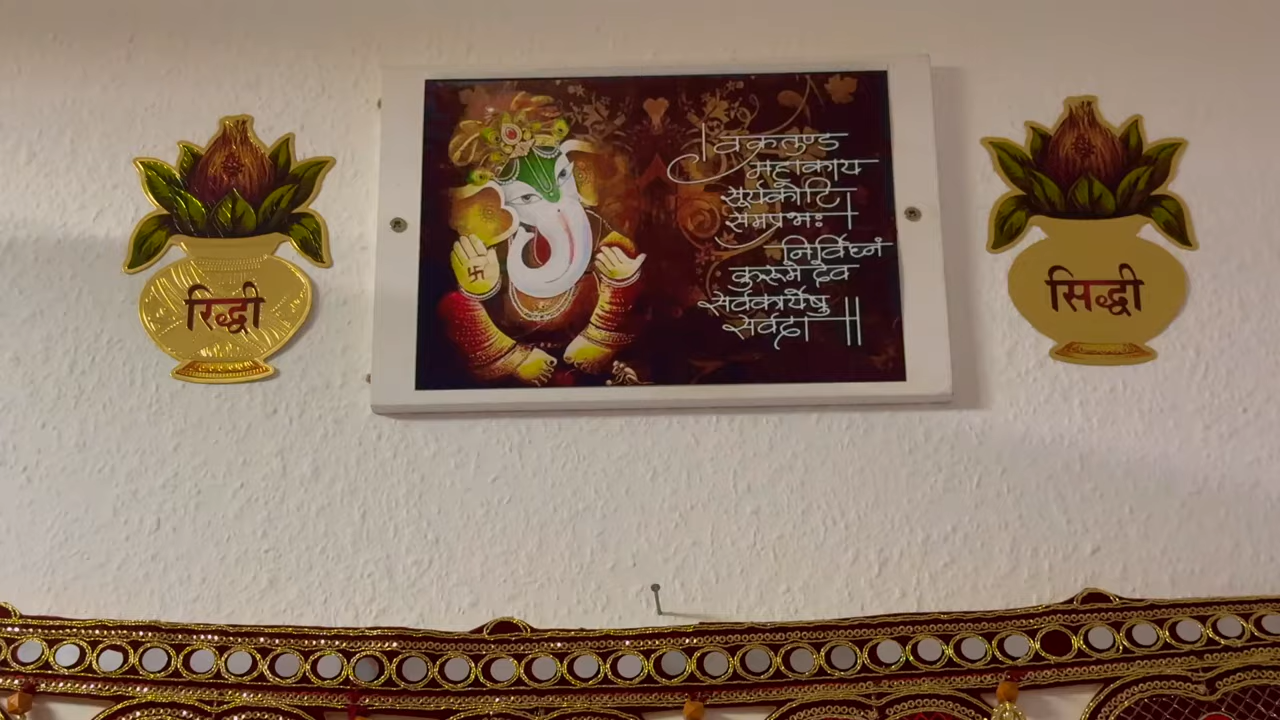 रिद्धी
। वक्रतुण्ड
महाकाय
सूर्यकोटि
समप्रभः ।
निर्विघ्नं
कुरूमे देव
सर्वकार्येषु
सर्वदा ॥
सिद्धी